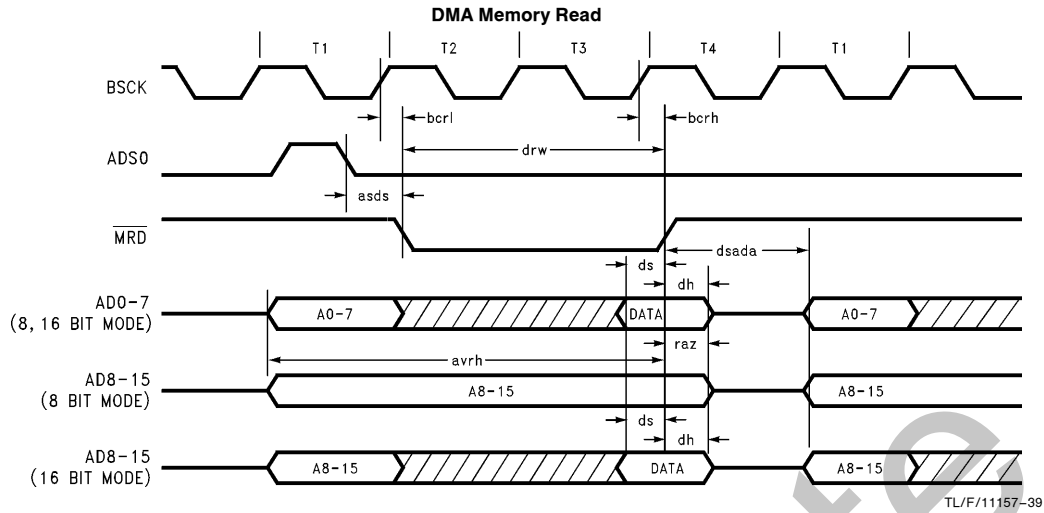 DMA Memory Read
T1 T2 T3 T4 T1
BSCK
bcrl bcrh
drw
ADS0
asds
MRD
dsada
ds dh
AD0-7
(8, 16 BIT MODE)
A0-7 DATA A0-7
raz
avrh
AD8-15
(8 BIT MODE)
A8-15 A8-15
ds dh
AD8-15
(16 BIT MODE)
A8-15 DATA A8-15
TL/F/11157-39